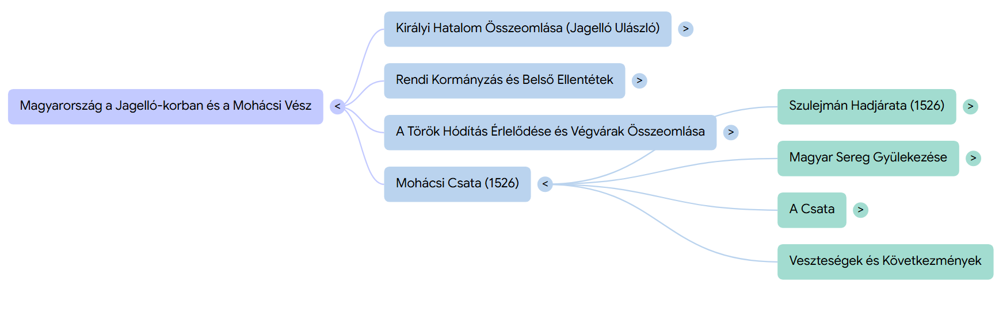 Magyarország a Jagelló-korban és a Mohácsi Vész
<
Királyi Hatalom Összeomlása (Jagelló Ulászló)
>
Rendi Kormányzás és Belső Ellentétek
>
A Török Hódítás Érlelődése és Végvárak Összeomlása
>
Mohácsi Csata (1526)
<
Szulejmán Hadjárata (1526)
>
Magyar Sereg Gyülekezése
>
A Csata
>
Veszteségek és Következmények